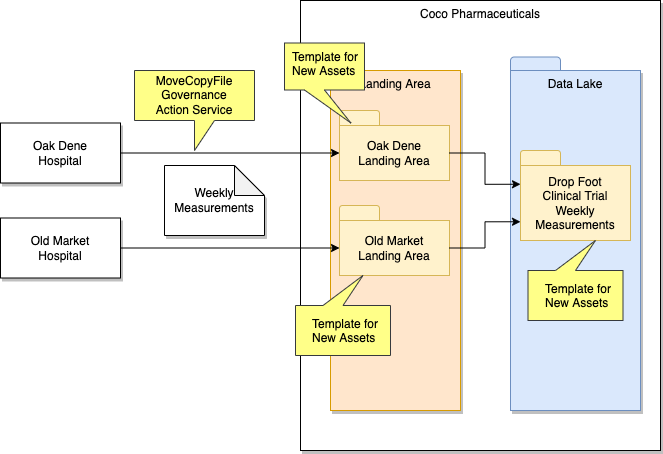 Coco Pharmaceuticals
Template for
New Assets
MoveCopyFile
Governance
Action Service
Landing Area
Data Lake
Oak Dene
Hospital
Oak Dene
Landing Area
Weekly
Measurements
Drop Foot
Clinical Trial
Weekly
Measurements
Old Market
Hospital
Old Market
Landing Area
Template for
New Assets
Template for
New Assets